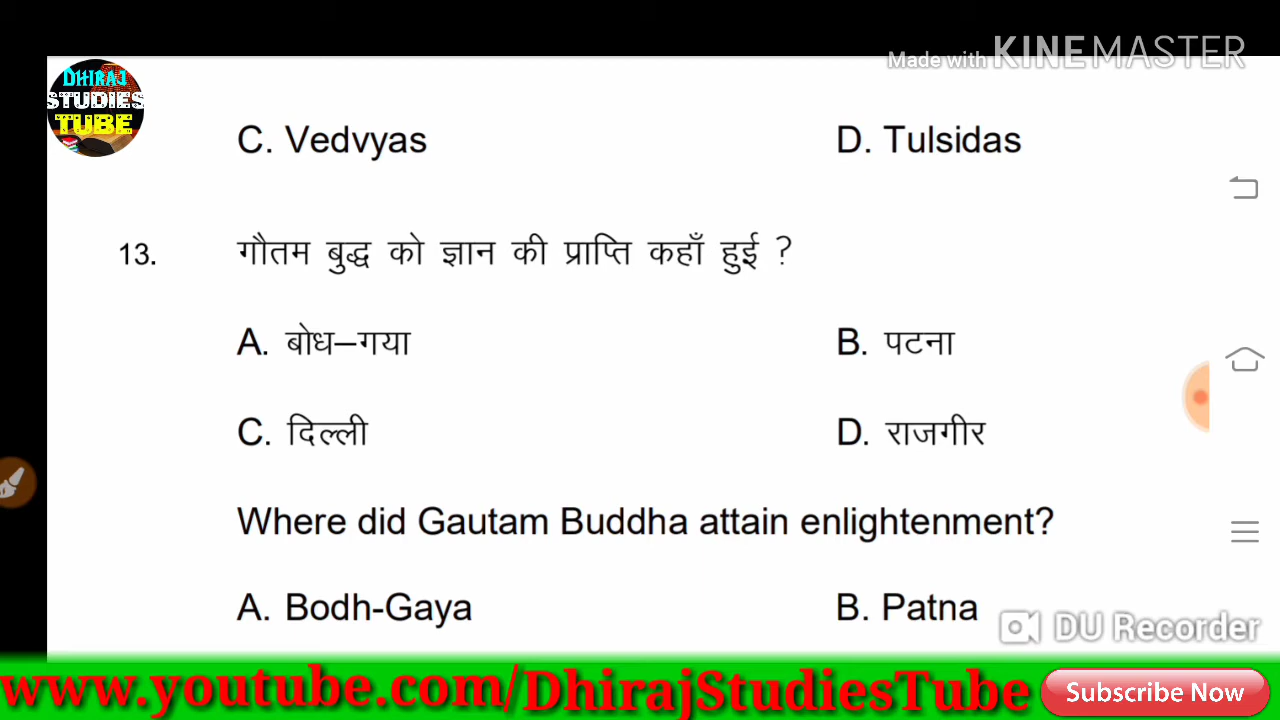 Made with KINEMASTER
DHIRAJ
STUDIES
TUBE
C. Vedvyas D. Tulsidas
13. गौतम बुद्ध को ज्ञान की प्राप्ति कहाँ हुई ?
A. बोध–गया B. पटना
C. दिल्ली D. राजगीर
Where did Gautam Buddha attain enlightenment?
A. Bodh-Gaya B. Patna
DU Recorder
www.youtube.com/DhirajStudiesTube
Subscribe Now